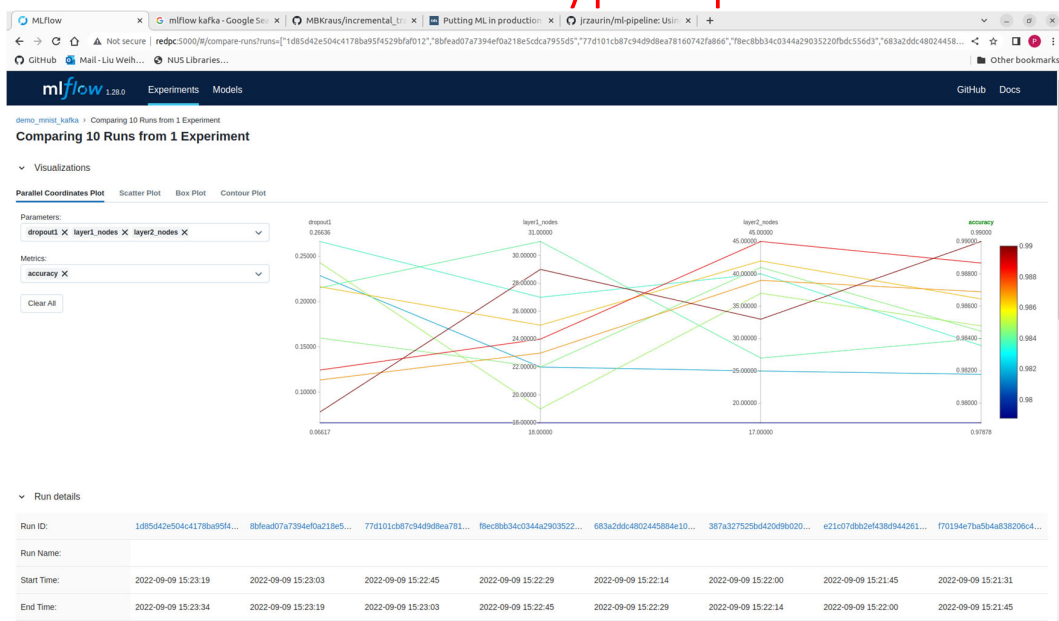 MLflow
mlflow kafka - Google Sea
MBKraus/incremental_tra
Putting ML in production
jrzaurin/ml-pipeline: Usin
Not secure | redpc:5000/#/compare-runs?runs=["1d85d42e504c4178ba95f4529bfaf012","8bfead07a7394ef0a218e5cdca7955d5","77d101cb87c94d9d8ea78160742fa866","f8ec8bb34c0344a29035220fbdc556d3","683a2ddc48024458...
P
GitHub Mail - Liu Weih... NUS Libraries... Other bookmarks
mlflow 1.28.0 Experiments Models GitHub Docs
demo_mnist_kafka > Comparing 10 Runs from 1 Experiment
Comparing 10 Runs from 1 Experiment
Visualizations
Parallel Coordinates Plot Scatter Plot Box Plot Contour Plot
Parameters:
dropout1 layer1_nodes layer2_nodes
Metrics:
accuracy
Clear All
dropout1 layer1_nodes layer2_nodes accuracy
0.26636 31.00000 45.00000 0.99000
0.25000
0.20000
0.15000
0.10000
0.06617
30.00000
28.00000
26.00000
24.00000
22.00000
20.00000
18.00000
18.00000
45.00000
40.00000
35.00000
30.00000
25.00000
20.00000
17.00000
0.99000
0.98800
0.98600
0.98400
0.98200
0.98000
0.97878
0.99
0.988
0.986
0.984
0.982
0.98
Run details
Run ID: 1d85d42e504c4178ba95f4... 8bfead07a7394ef0a218e5... 77d101cb87c94d9d8ea781... f8ec8bb34c0344a2903522... 683a2ddc4802445884e10... 387a327525bd420d9b020... e21c07dbb2ef438d944261... f70194e7ba5b4a838206c4...
Run Name:
Start Time: 2022-09-09 15:23:19 2022-09-09 15:23:03 2022-09-09 15:22:45 2022-09-09 15:22:29 2022-09-09 15:22:14 2022-09-09 15:22:00 2022-09-09 15:21:45 2022-09-09 15:21:31
End Time: 2022-09-09 15:23:34 2022-09-09 15:23:19 2022-09-09 15:23:03 2022-09-09 15:22:45 2022-09-09 15:22:29 2022-09-09 15:22:14 2022-09-09 15:22:00 2022-09-09 15:21:45